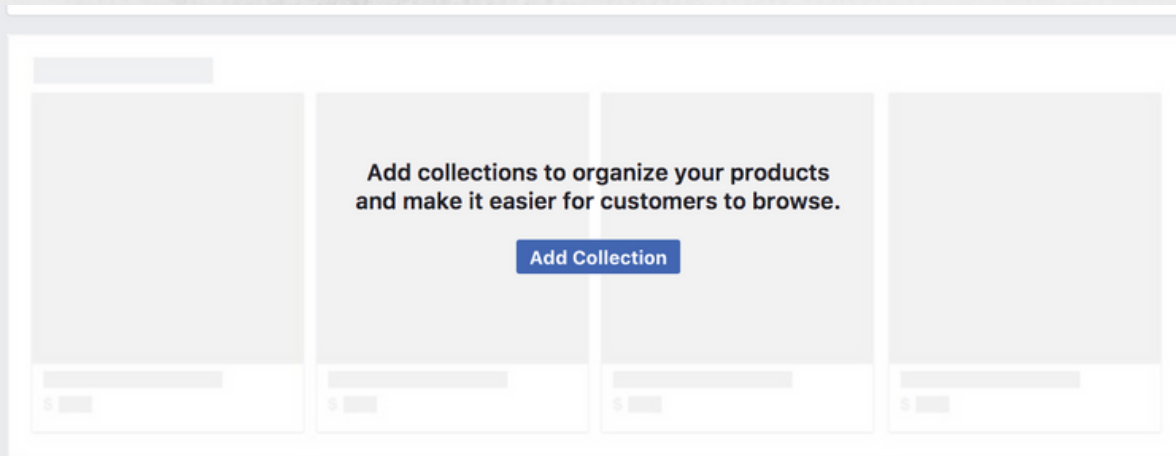 Add collections to organize your products
and make it easier for customers to browse.
Add Collection
$
$
$
$